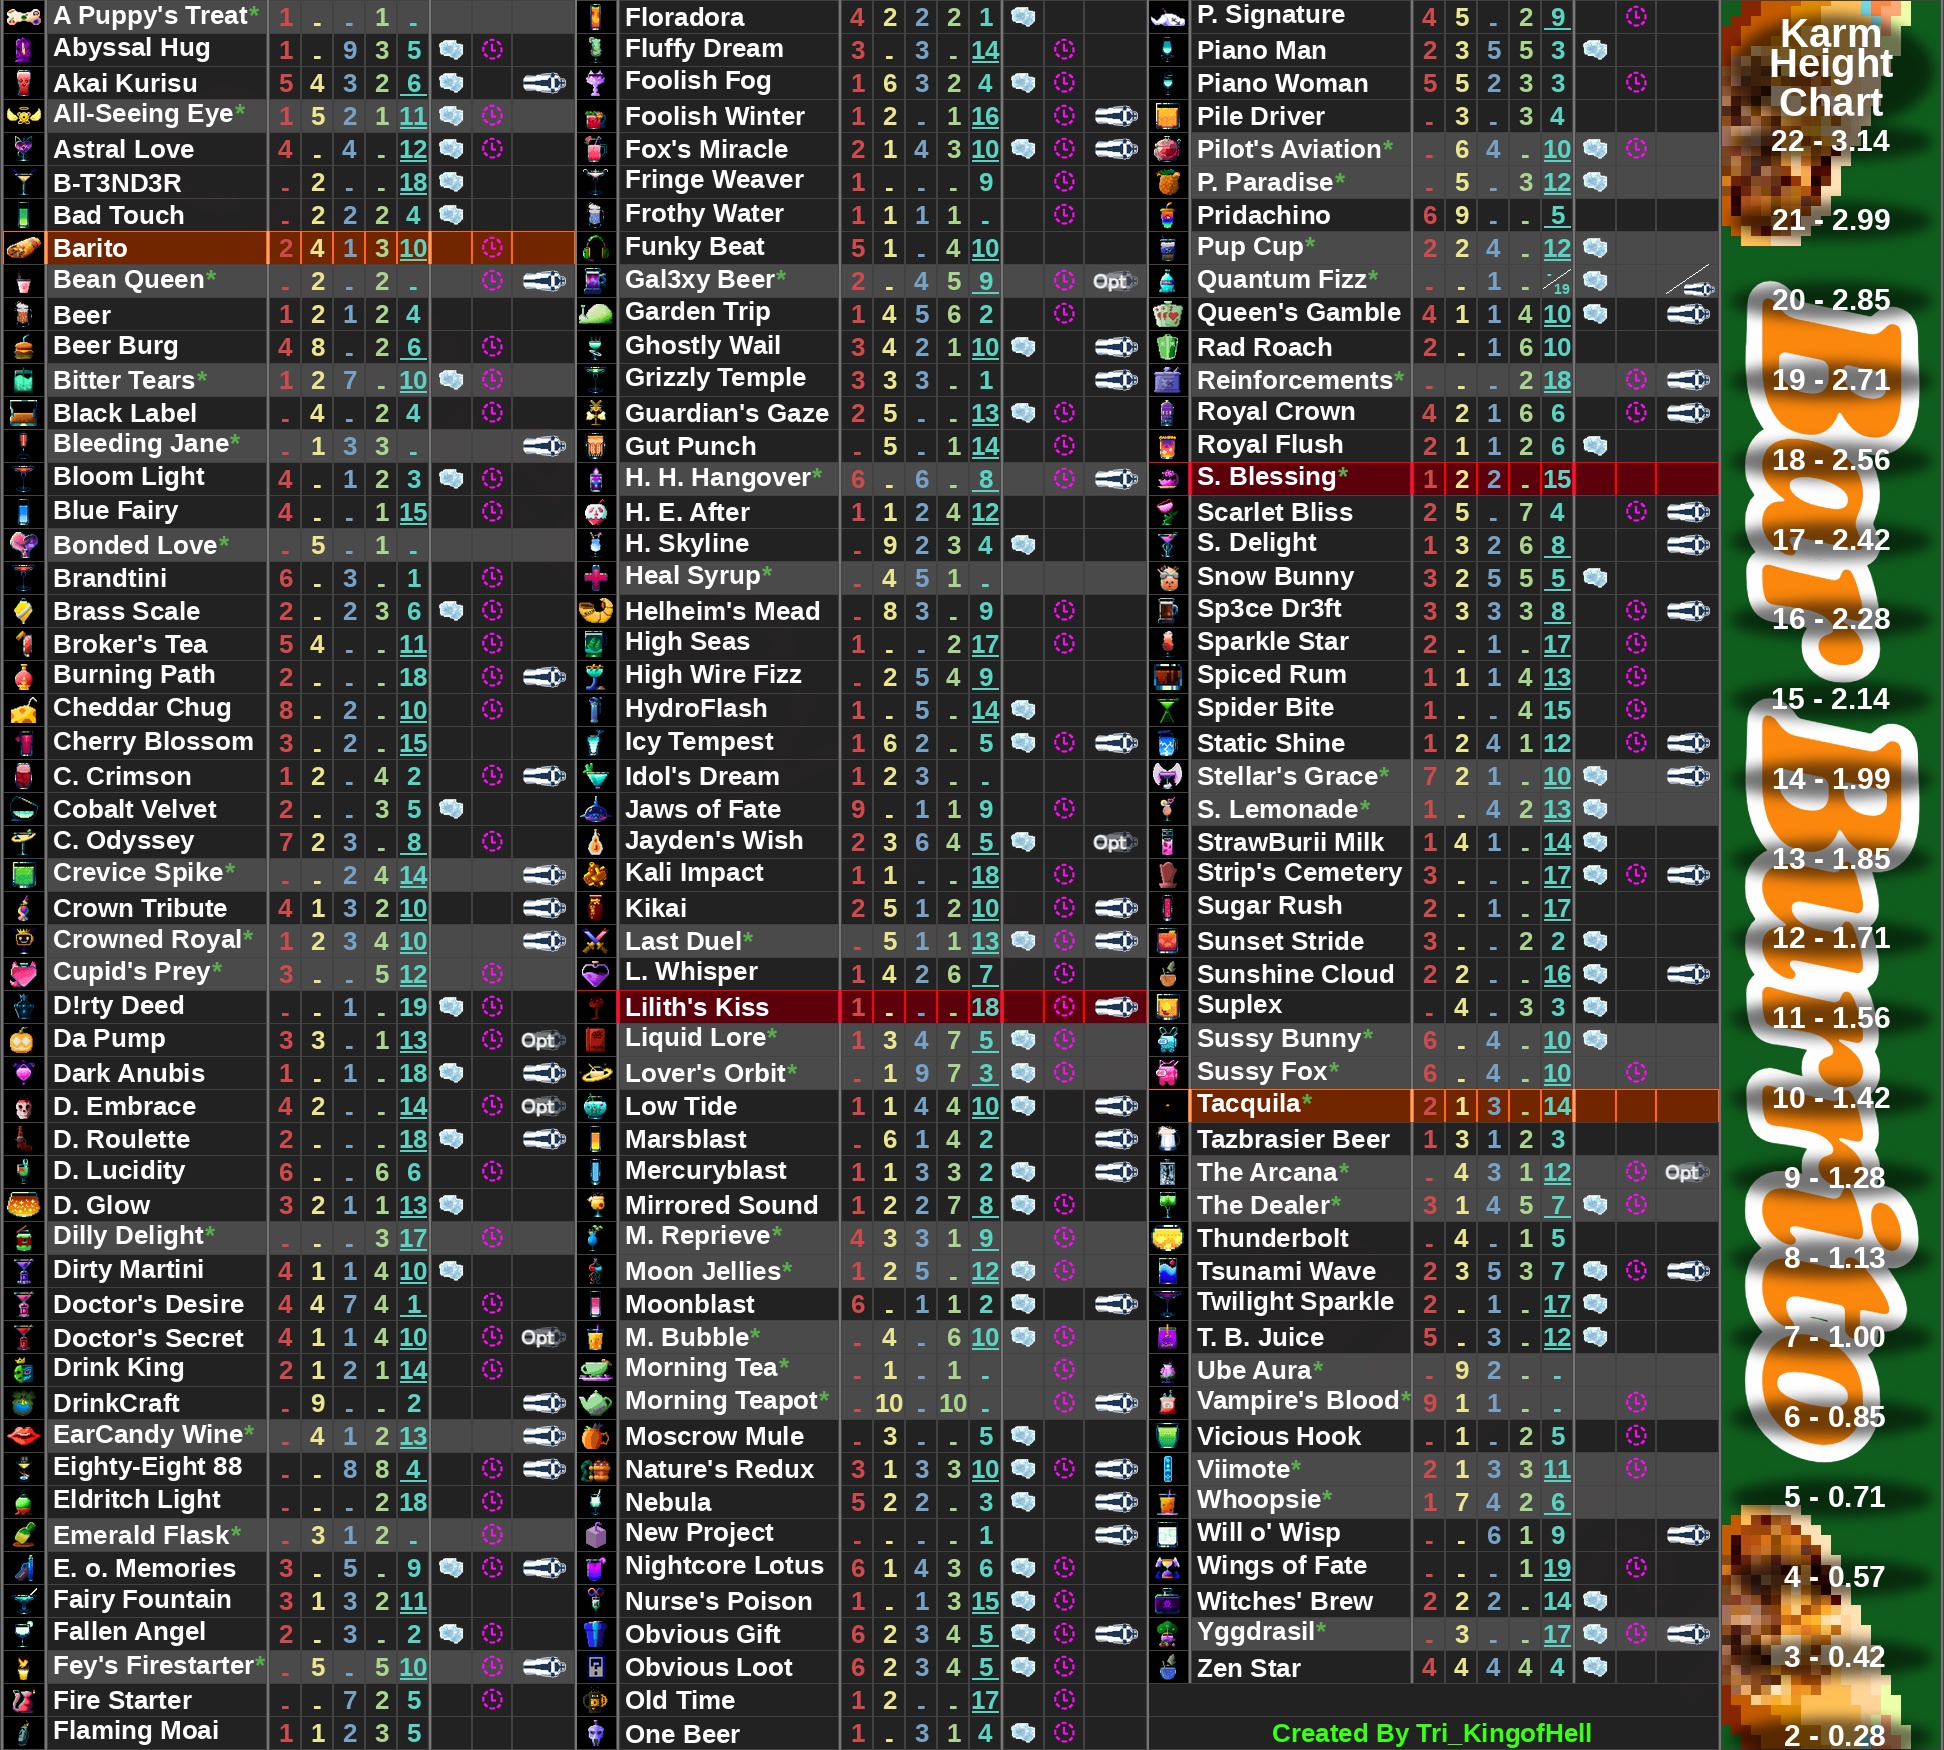 A Puppy's Treat* 1 - - 1 -
Abyssal Hug 1 - 9 3 5
Akai Kurisu 5 4 3 2 6
All-Seeing Eye* 1 5 2 1 11
Astral Love 4 - 4 - 12
B-T3ND3R - 2 - - 18
Bad Touch - 2 2 2 4
Barito 2 4 1 3 10
Bean Queen* - 2 - 2 -
Beer 1 2 1 2 4
Beer Burg 4 8 - 2 6
Bitter Tears* 1 2 7 - 10
Black Label - 4 - 2 4
Bleeding Jane* - 1 3 3 -
Bloom Light 4 - 1 2 3
Blue Fairy 4 - - 1 15
Bonded Love* - 5 - 1 -
Brandtini 6 - 3 - 1
Brass Scale 2 - 2 3 6
Broker's Tea 5 4 - - 11
Burning Path 2 - - - 18
Cheddar Chug 8 - 2 - 10
Cherry Blossom 3 - 2 - 15
C. Crimson 1 2 - 4 2
Cobalt Velvet 2 - - 3 5
C. Odyssey 7 2 3 - 8
Crevice Spike* - - 2 4 14
Crown Tribute 4 1 3 2 10
Crowned Royal* 1 2 3 4 10
Cupid's Prey* 3 - - 5 12
D!rty Deed - - 1 - 19
Da Pump 3 3 - 1 13 Opt
Dark Anubis 1 - 1 - 18
D. Embrace 4 2 - - 14 Opt
D. Roulette 2 - - - 18
D. Lucidity 6 - - 6 6
D. Glow 3 2 1 1 13
Dilly Delight* - - - 3 17
Dirty Martini 4 1 1 4 10
Doctor's Desire 4 4 7 4 1
Doctor's Secret 4 1 1 4 10 Opt
Drink King 2 1 2 1 14
DrinkCraft - 9 - - 2
EarCandy Wine* - 4 1 2 13
Eighty-Eight 88 - - 8 8 4
Eldritch Light - - - 2 18
Emerald Flask* - 3 1 2 -
E. o. Memories 3 - 5 - 9
Fairy Fountain 3 1 3 2 11
Fallen Angel 2 - 3 - 2
Fey's Firestarter* - 5 - 5 10
Fire Starter - - 7 2 5
Flaming Moai 1 1 2 3 5
Floradora 4 2 2 2 1
Fluffy Dream 3 - 3 - 14
Foolish Fog 1 6 3 2 4
Foolish Winter 1 2 - 1 16
Fox's Miracle 2 1 4 3 10
Fringe Weaver 1 - - - 9
Frothy Water 1 1 1 1 -
Funky Beat 5 1 - 4 10
Gal3xy Beer* 2 - 4 5 9 Opt
Garden Trip 1 4 5 6 2
Ghostly Wail 3 4 2 1 10
Grizzly Temple 3 3 3 - 1
Guardian's Gaze 2 5 - - 13
Gut Punch - 5 - 1 14
H. H. Hangover* 6 - 6 - 8
H. E. After 1 1 2 4 12
H. Skyline - 9 2 3 4
Heal Syrup* - 4 5 1 -
Helheim's Mead - 8 3 - 9
High Seas 1 - - 2 17
High Wire Fizz - 2 5 4 9
HydroFlash 1 - 5 - 14
Icy Tempest 1 6 2 - 5
Idol's Dream 1 2 3 - -
Jaws of Fate 9 - 1 1 9
Jayden's Wish 2 3 6 4 5 Opt
Kali Impact 1 1 - - 18
Kikai 2 5 1 2 10
Last Duel* - 5 1 1 13
L. Whisper 1 4 2 6 7
Lilith's Kiss 1 - - - 18
Liquid Lore* 1 3 4 7 5
Lover's Orbit* - 1 9 7 3
Low Tide 1 1 4 4 10
Marsblast - 6 1 4 2
Mercuryblast 1 1 3 3 2
Mirrored Sound 1 2 2 7 8
M. Reprieve* 4 3 3 1 9
Moon Jellies* 1 2 5 - 12
Moonblast 6 - 1 1 2
M. Bubble* - 4 - 6 10
Morning Tea* - 1 - 1 -
Morning Teapot* - 10 - 10 -
Moscrow Mule - 3 - - 5
Nature's Redux 3 1 3 3 10
Nebula 5 2 2 - 3
New Project - - - - 1
Nightcore Lotus 6 1 4 3 6
Nurse's Poison 1 - 1 3 15
Obvious Gift 6 2 3 4 5
Obvious Loot 6 2 3 4 5
Old Time 1 2 - - 17
One Beer 1 - 3 1 4
P. Signature 4 5 - 2 9
Piano Man 2 3 5 5 3
Piano Woman 5 5 2 3 3
Pile Driver - 3 - 3 4
Pilot's Aviation* - 6 4 - 10
P. Paradise* - 5 - 3 12
Pridachino 6 9 - - 5
Pup Cup* 2 2 4 - 12
Quantum Fizz* - - 1 - -/19
Queen's Gamble 4 1 1 4 10
Rad Roach 2 - 1 6 10
Reinforcements* - - - 2 18
Royal Crown 4 2 1 6 6
Royal Flush 2 1 1 2 6
S. Blessing* 1 2 2 - 15
Scarlet Bliss 2 5 - 7 4
S. Delight 1 3 2 6 8
Snow Bunny 3 2 5 5 5
Sp3ce Dr3ft 3 3 3 3 8
Sparkle Star 2 - 1 - 17
Spiced Rum 1 1 1 4 13
Spider Bite 1 - - 4 15
Static Shine 1 2 4 1 12
Stellar's Grace* 7 2 1 - 10
S. Lemonade* 1 - 4 2 13
StrawBurii Milk 1 4 1 - 14
Strip's Cemetery 3 - - - 17
Sugar Rush 2 - 1 - 17
Sunset Stride 3 - - 2 2
Sunshine Cloud 2 2 - - 16
Suplex - 4 - 3 3
Sussy Bunny* 6 - 4 - 10
Sussy Fox* 6 - 4 - 10
Tacquila* 2 1 3 - 14
Tazbrasier Beer 1 3 1 2 3
The Arcana* - 4 3 1 12 Opt
The Dealer* 3 1 4 5 7
Thunderbolt - 4 - 1 5
Tsunami Wave 2 3 5 3 7
Twilight Sparkle 2 - 1 - 17
T. B. Juice 5 - 3 - 12
Ube Aura* - 9 2 - -
Vampire's Blood* 9 1 1 - -
Vicious Hook - 1 - 2 5
Viimote* 2 1 3 3 11
Whoopsie* 1 7 4 2 6
Will o' Wisp - - 6 1 9
Wings of Fate - - - 1 19
Witches' Brew 2 2 2 - 14
Yggdrasil* - 3 - - 17
Zen Star 4 4 4 4 4
Created By Tri_KingofHell
Karm
Height
Chart
22 - 3.14
21 - 2.99
20 - 2.85
19 - 2.71
18 - 2.56
17 - 2.42
16 - 2.28
15 - 2.14
14 - 1.99
13 - 1.85
12 - 1.71
11 - 1.56
10 - 1.42
9 - 1.28
8 - 1.13
7 - 1.00
6 - 0.85
5 - 0.71
4 - 0.57
3 - 0.42
2 - 0.28
Bar Burrito